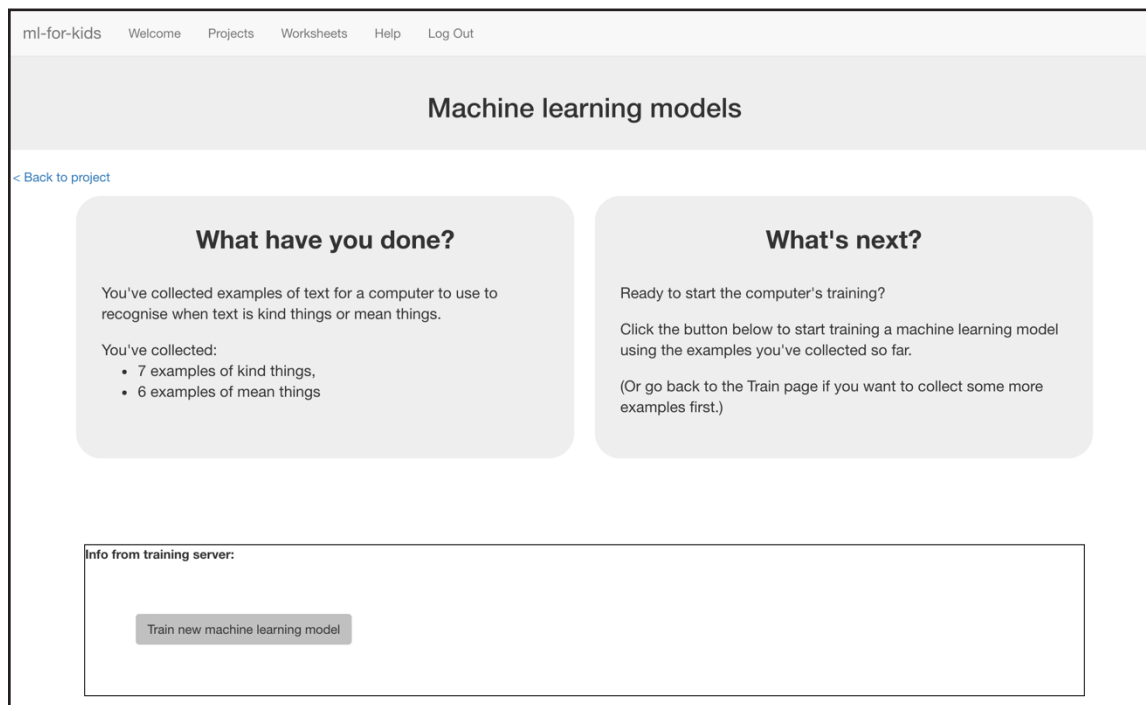 ml-for-kids Welcome Projects Worksheets Help Log Out
Machine learning models
< Back to project
What have you done?
You've collected examples of text for a computer to use to
recognise when text is kind things or mean things.
You've collected:
• 7 examples of kind things,
• 6 examples of mean things
What's next?
Ready to start the computer's training?
Click the button below to start training a machine learning model
using the examples you've collected so far.
(Or go back to the Train page if you want to collect some more
examples first.)
Info from training server:
Train new machine learning model